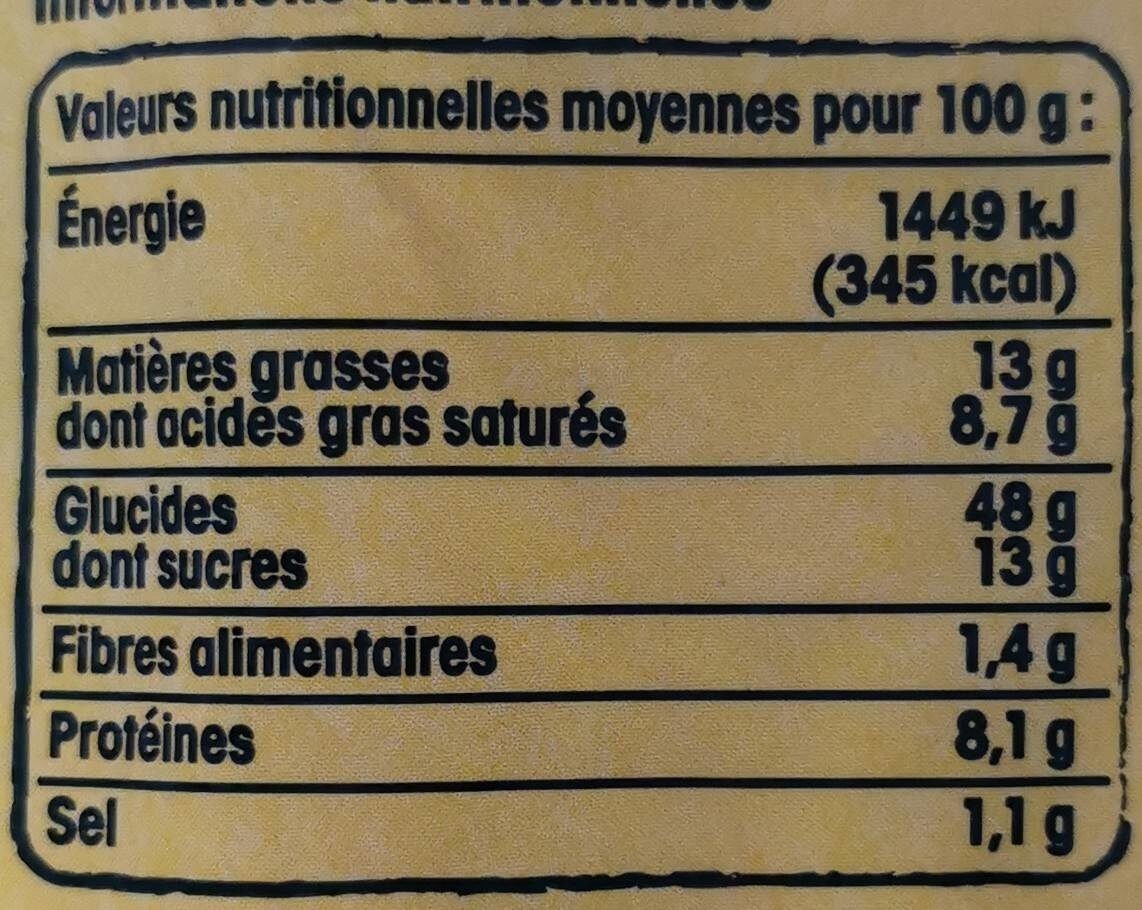 Valeurs nutritionnelles moyennes pour 100 g :
Énergie 1449 kJ
(345 kcal)
Matières grasses 13 g
dont acides gras saturés 8,7 g
Glucides 48 g
dont sucres 13 g
Fibres alimentaires 1,4 g
Protéines 8,1 g
Sel 1,1 g